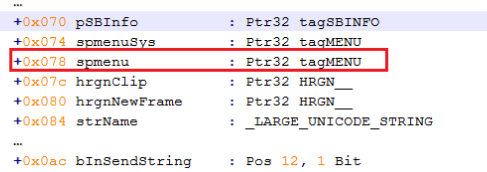 …
+0x070 pSBInfo : Ptr32 tagSBINFO
+0x074 spmenuSys : Ptr32 tagMENU
+0x078 spmenu : Ptr32 tagMENU
+0x07c hrgnClip : Ptr32 HRGN__
+0x080 hrgnNewFrame : Ptr32 HRGN__
+0x084 strName : _LARGE_UNICODE_STRING
…
+0x0ac bInSendString : Pos 12, 1 Bit